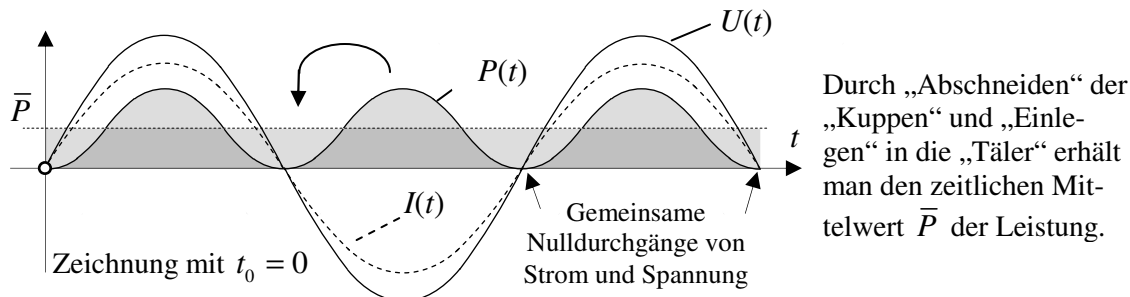 U(t)
P(t)
P̅
t
I(t)
Zeichnung mit t₀ = 0
Gemeinsame
Nulldurchgänge von
Strom und Spannung
Durch „Abschneiden“ der
„Kuppen“ und „Einle-
gen“ in die „Täler“ erhält
man den zeitlichen Mit-
telwert P̅ der Leistung.